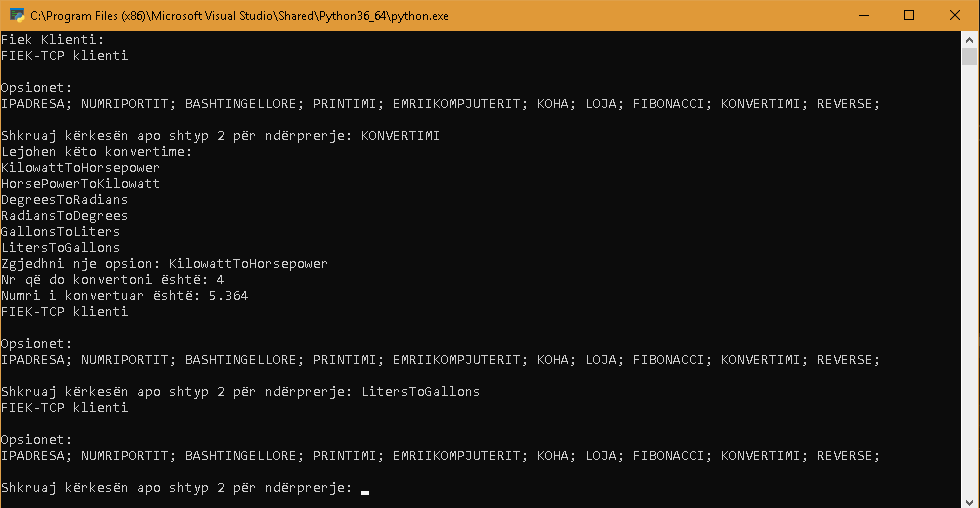 C:\Program Files (x86)\Microsoft Visual Studio\Shared\Python36_64\python.exe
Fiek Klienti:
FIEK-TCP klienti
Opsionet:
IPADRESA; NUMRIPORTIT; BASHTINGELLORE; PRINTIMI; EMRIIKOMPJUTERIT; KOHA; LOJA; FIBONACCI; KONVERTIMI; REVERSE;
Shkruaj kërkesën apo shtyp 2 për ndërprerje: KONVERTIMI
Lejohen këto konvertime:
KilowattToHorsepower
HorsePowerToKilowatt
DegreesToRadians
RadiansToDegrees
GallonsToLiters
LitersToGallons
Zgjedhni nje opsion: KilowattToHorsepower
Nr që do konvertoni është: 4
Numri i konvertuar është: 5.364
FIEK-TCP klienti
Opsionet:
IPADRESA; NUMRIPORTIT; BASHTINGELLORE; PRINTIMI; EMRIIKOMPJUTERIT; KOHA; LOJA; FIBONACCI; KONVERTIMI; REVERSE;
Shkruaj kërkesën apo shtyp 2 për ndërprerje: LitersToGallons
FIEK-TCP klienti
Opsionet:
IPADRESA; NUMRIPORTIT; BASHTINGELLORE; PRINTIMI; EMRIIKOMPJUTERIT; KOHA; LOJA; FIBONACCI; KONVERTIMI; REVERSE;
Shkruaj kërkesën apo shtyp 2 për ndërprerje: